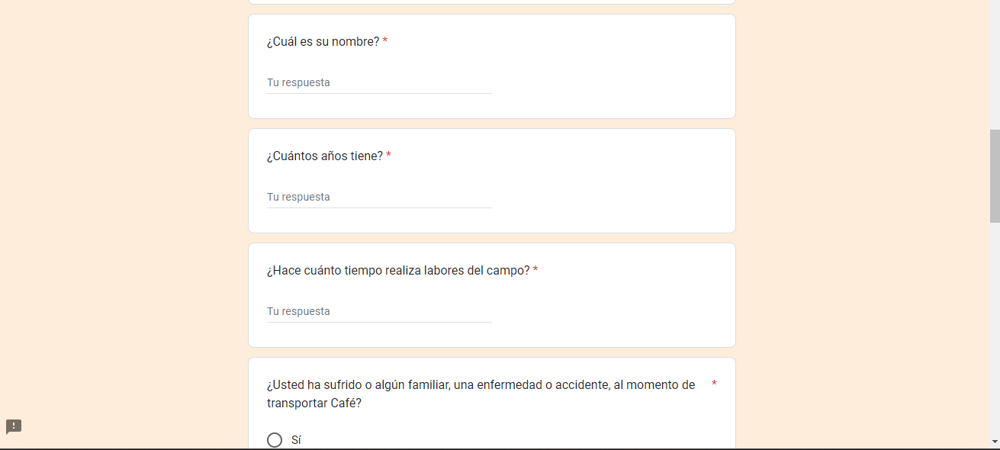 ¿Cuál es su nombre? *
Tu respuesta
¿Cuántos años tiene? *
Tu respuesta
¿Hace cuánto tiempo realiza labores del campo? *
Tu respuesta
¿Usted ha sufrido o algún familiar, una enfermedad o accidente, al momento de *
transportar Café?
Sí